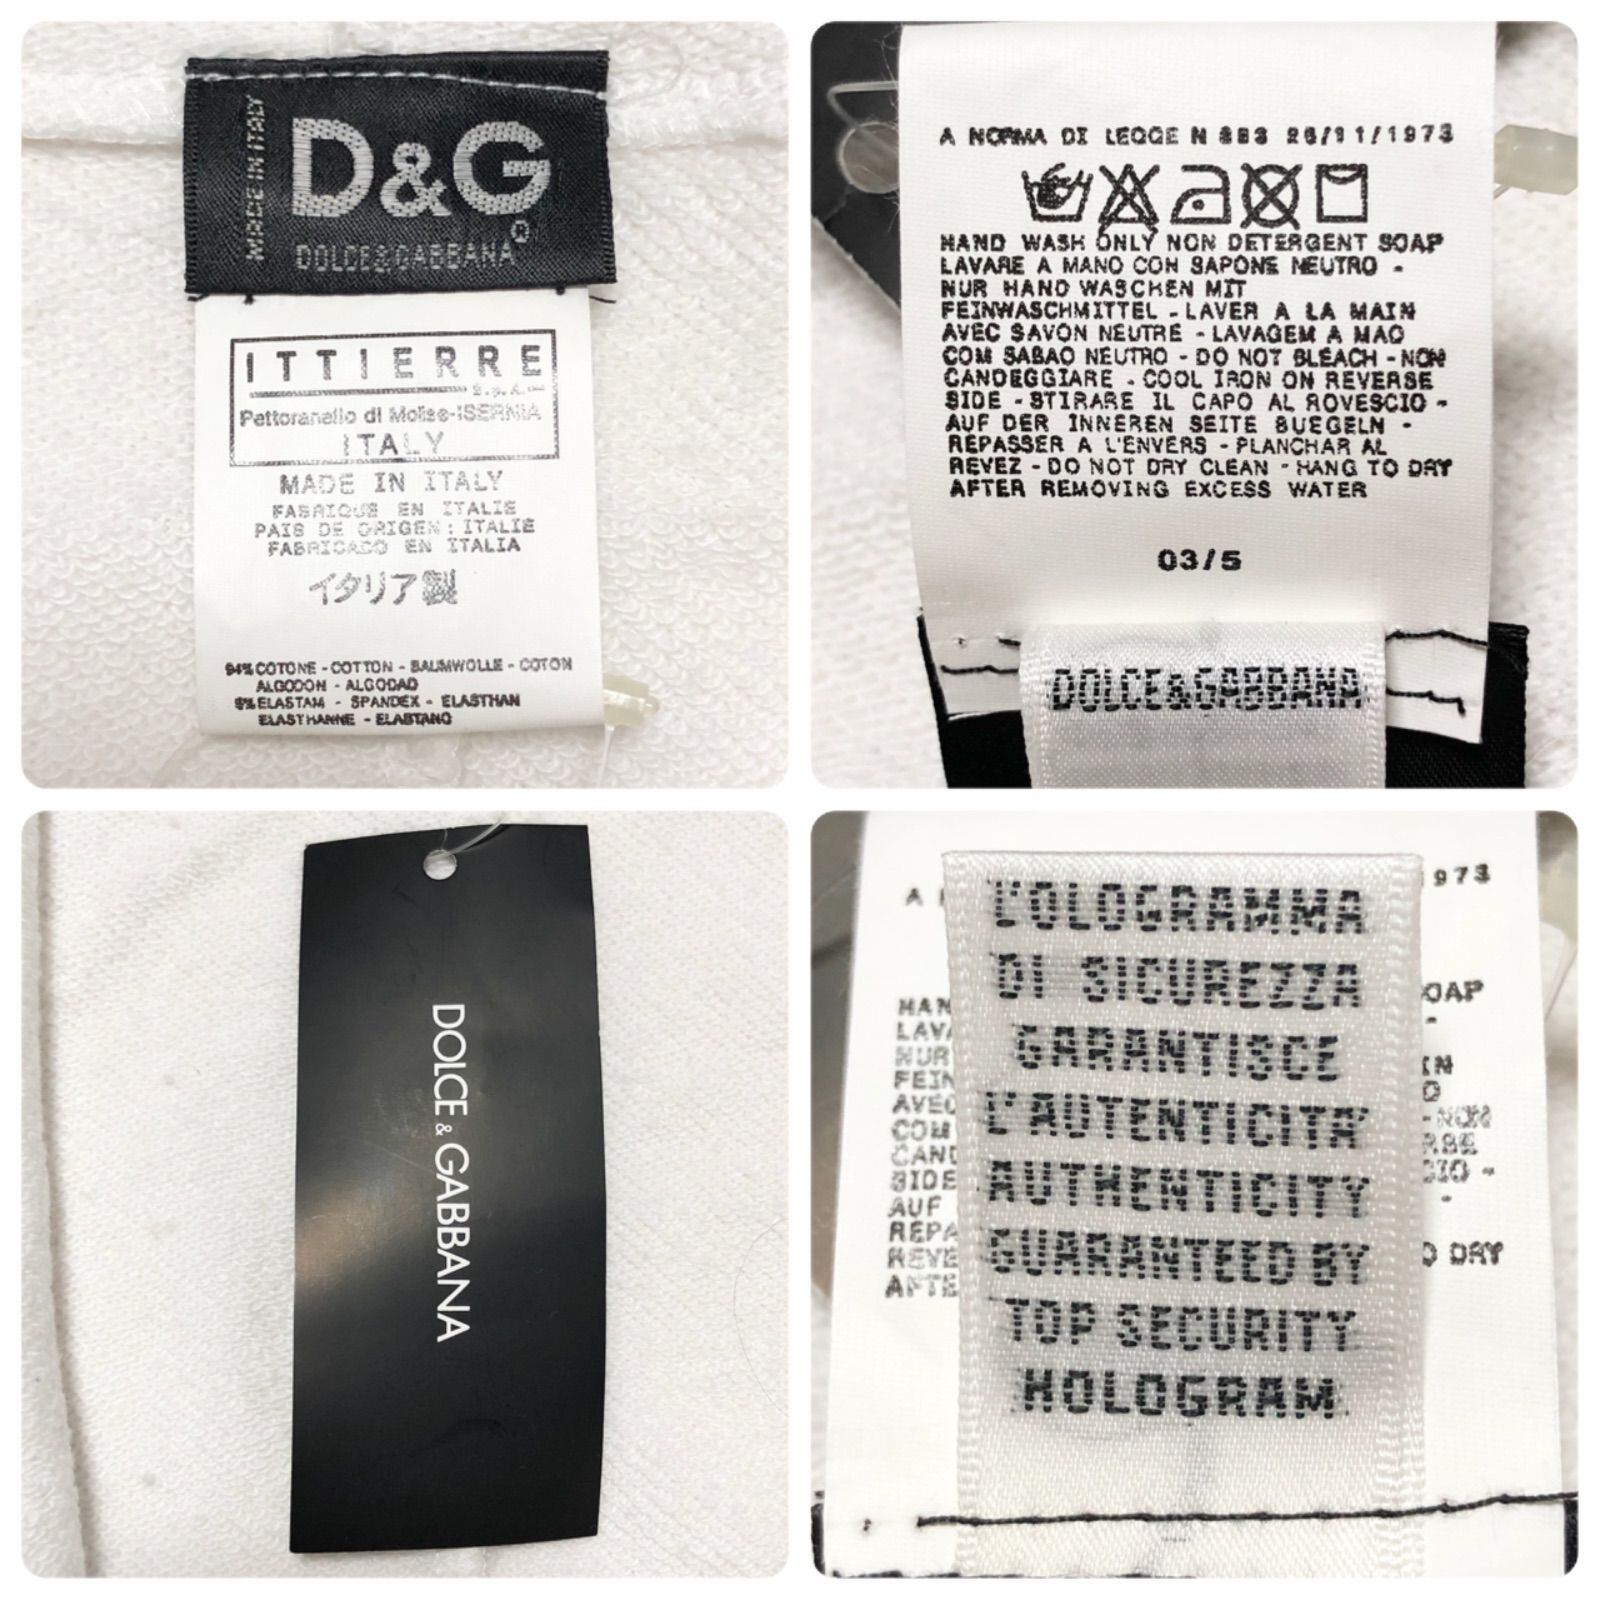 MADE IN ITALY
D&G
DOLCE&GABBANA®
ITTIERRE
S.p.A.
Pettoranello di Molise-ISERNIA
ITALY
MADE IN ITALY
FABRIQUE EN ITALIE
PAIS DE ORIGEN: ITALIE
FABRICADO EN ITALIA
イタリア製
94% COTONE - COTTON - BAUMWOLLE - COTON
ALGODON - ALGODAO
6% ELASTAM - SPANDEX - ELASTHAN
ELASTHANNE - ELASTANO
A NORMA DI LEGGE N 883 26/11/1973
HAND WASH ONLY NON DETERGENT SOAP
LAVARE A MANO CON SAPONE NEUTRO -
NUR HAND WASCHEN MIT
FEINWASCHMITTEL - LAVER A LA MAIN
AVEC SAVON NEUTRE - LAVAGEM A MAO
COM SABAO NEUTRO - DO NOT BLEACH - NON
CANDEGGIARE - COOL IRON ON REVERSE
SIDE - STIRARE IL CAPO AL ROVESCIO -
AUF DER INNEREN SEITE BUEGELN -
REPASSER A L'ENVERS - PLANCHAR AL
REVEZ - DO NOT DRY CLEAN - HANG TO DRY
AFTER REMOVING EXCESS WATER
03/5
DOLCE&GABBANA
DOLCE & GABBANA
L'OLOGRAMMA
DI SICUREZZA
GARANTISCE
L'AUTENTICITA'
AUTHENTICITY
GUARANTEED BY
TOP SECURITY
HOLOGRAM